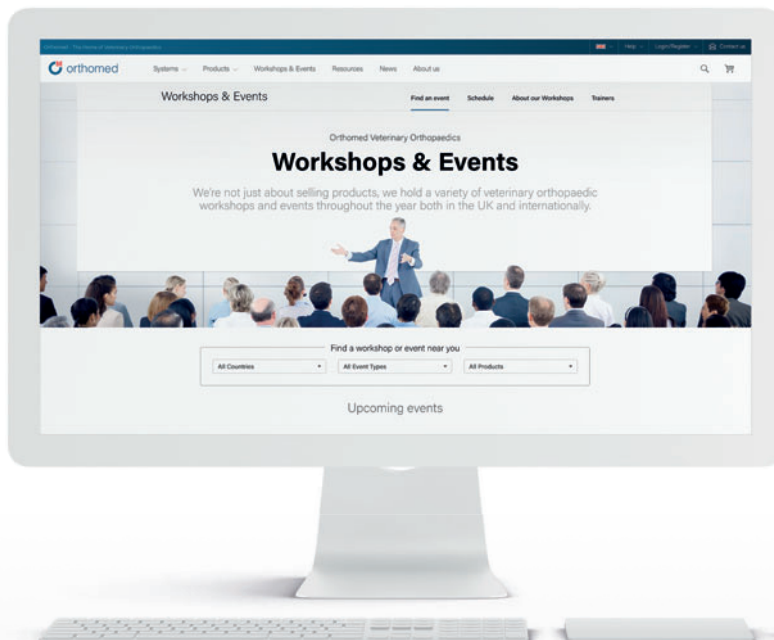 Orthomed - The Home of Veterinary Orthopaedics
Help
Login/Register
Contact us
orthomed
Systems
Products
Workshops & Events
Resources
News
About us
Workshops & Events
Find an event
Schedule
About our Workshops
Trainers
Orthomed Veterinary Orthopaedics
Workshops & Events
We're not just about selling products, we hold a variety of veterinary orthopaedic
workshops and events throughout the year both in the UK and internationally.
Find a workshop or event near you
All Countries
All Event Types
All Products
Upcoming events